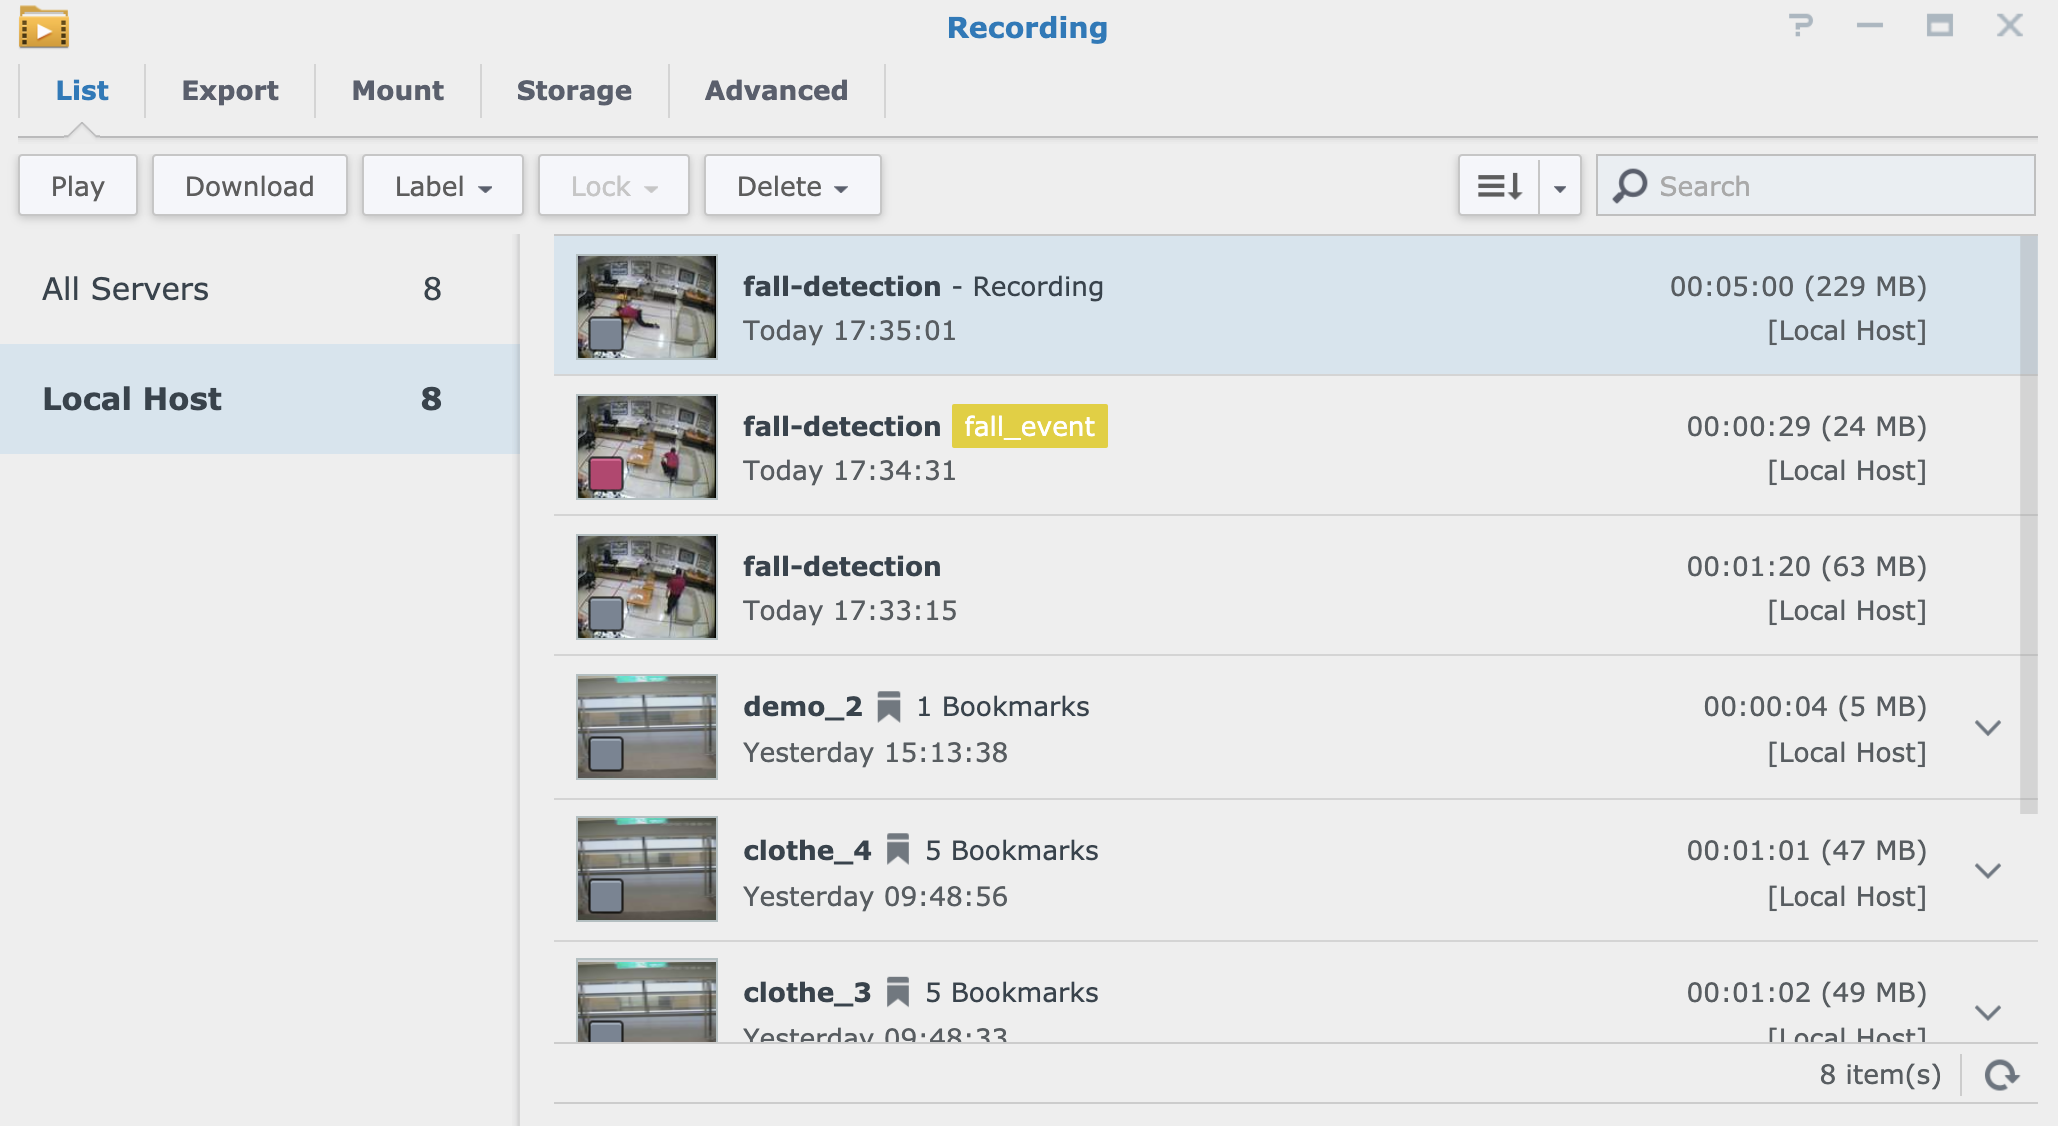 Recording
List Export Mount Storage Advanced
Play Download Label Lock Delete Search
All Servers 8
Local Host 8
fall-detection - Recording 00:05:00 (229 MB)
Today 17:35:01 [Local Host]
fall-detection fall_event 00:00:29 (24 MB)
Today 17:34:31 [Local Host]
fall-detection 00:01:20 (63 MB)
Today 17:33:15 [Local Host]
demo_2 1 Bookmarks 00:00:04 (5 MB)
Yesterday 15:13:38 [Local Host]
clothe_4 5 Bookmarks 00:01:01 (47 MB)
Yesterday 09:48:56 [Local Host]
clothe_3 5 Bookmarks 00:01:02 (49 MB)
Yesterday 09:48:33 [Local Host]
8 item(s)